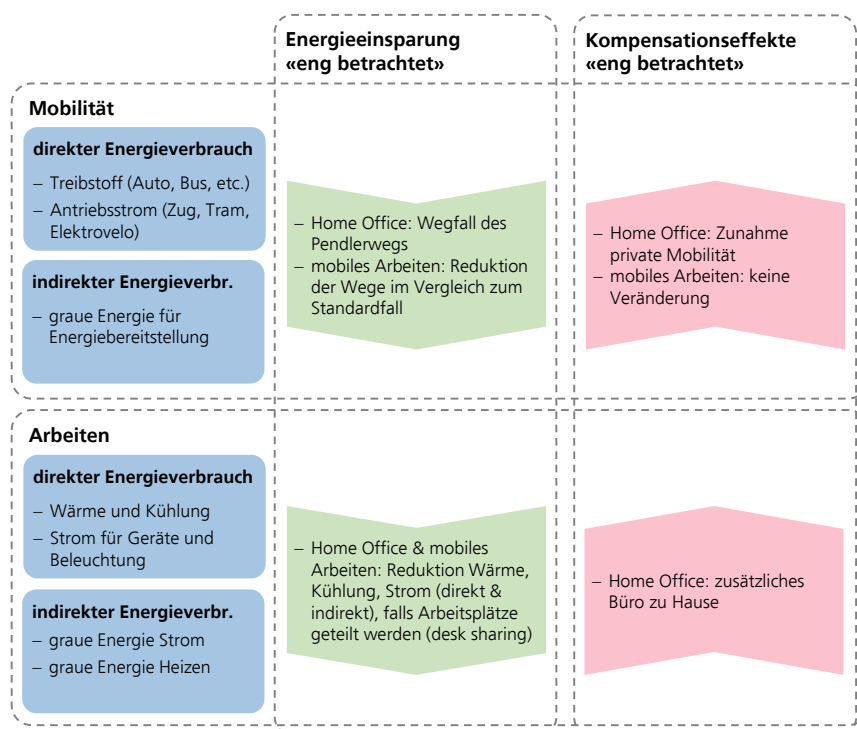 Energieeinsparung
«eng betrachtet»
Kompensationseffekte
«eng betrachtet»
Mobilität
direkter Energieverbrauch
– Treibstoff (Auto, Bus, etc.)
– Antriebsstrom (Zug, Tram,
Elektrovelo)
indirekter Energieverbr.
– graue Energie für
Energiebereitstellung
– Home Office: Wegfall des
Pendlerwegs
– mobiles Arbeiten: Reduktion
der Wege im Vergleich zum
Standardfall
– Home Office: Zunahme
private Mobilität
– mobiles Arbeiten: keine
Veränderung
Arbeiten
direkter Energieverbrauch
– Wärme und Kühlung
– Strom für Geräte und
Beleuchtung
indirekter Energieverbr.
– graue Energie Strom
– graue Energie Heizen
– Home Office & mobiles
Arbeiten: Reduktion Wärme,
Kühlung, Strom (direkt &
indirekt), falls Arbeitsplätze
geteilt werden (desk sharing)
– Home Office: zusätzliches
Büro zu Hause